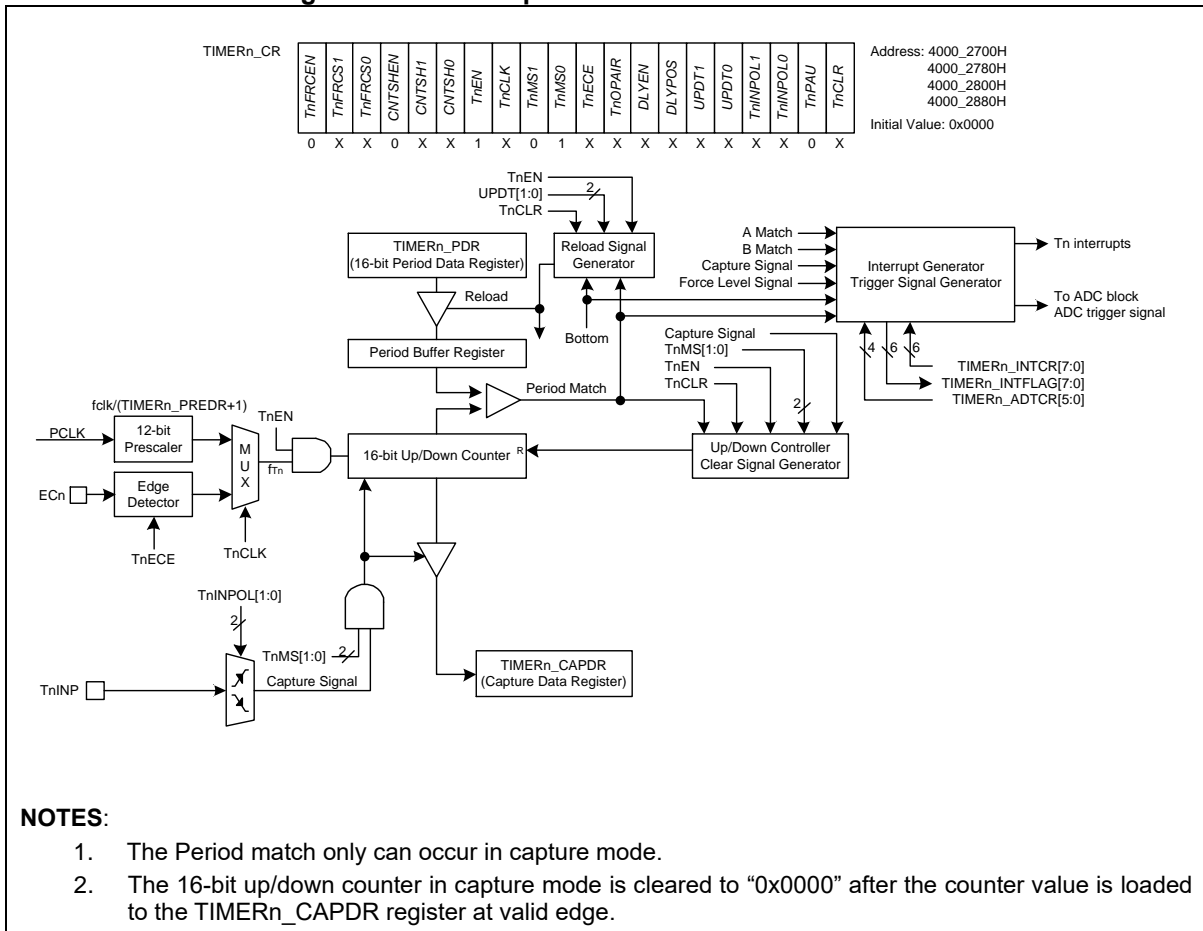 TIMERn_CR
TnFRCEN
TnFRCS1
TnFRCS0
CNTSHEN
CNTSH1
CNTSH0
TnEN
TnCLK
TnMS1
TnMS0
TnECE
TnOPAIR
DLYEN
DLYPOS
UPDT1
UPDT0
TnINPOL1
TnINPOL0
TnPAU
TnCLR
Address: 4000_2700H
4000_2780H
4000_2800H
4000_2880H
Initial Value: 0x0000
0 X X 0 X X 1 X 0 1 X X X X X X X X 0 X
TnEN
UPDT[1:0]
2
TnCLR
TIMERn_PDR
(16-bit Period Data Register)
Reload Signal
Generator
A Match
B Match
Capture Signal
Force Level Signal
Interrupt Generator
Trigger Signal Generator
Tn interrupts
To ADC block
ADC trigger signal
Reload
Bottom
Period Buffer Register
Capture Signal
TnMS[1:0]
TnEN
TnCLR
2
4
6
6
TIMERn_INTCR[7:0]
TIMERn_INTFLAG[7:0]
TIMERn_ADTCR[5:0]
Period Match
fclk/(TIMERn_PREDR+1)
TnEN
PCLK
12-bit
Prescaler
M
U
X
fTn
16-bit Up/Down Counter
R
Up/Down Controller
Clear Signal Generator
ECn
Edge
Detector
TnECE
TnCLK
TnINPOL[1:0]
2
TnMS[1:0]
2
TnINP
Capture Signal
TIMERn_CAPDR
(Capture Data Register)
NOTES:
1. The Period match only can occur in capture mode.
2. The 16-bit up/down counter in capture mode is cleared to “0x0000” after the counter value is loaded
to the TIMERn_CAPDR register at valid edge.